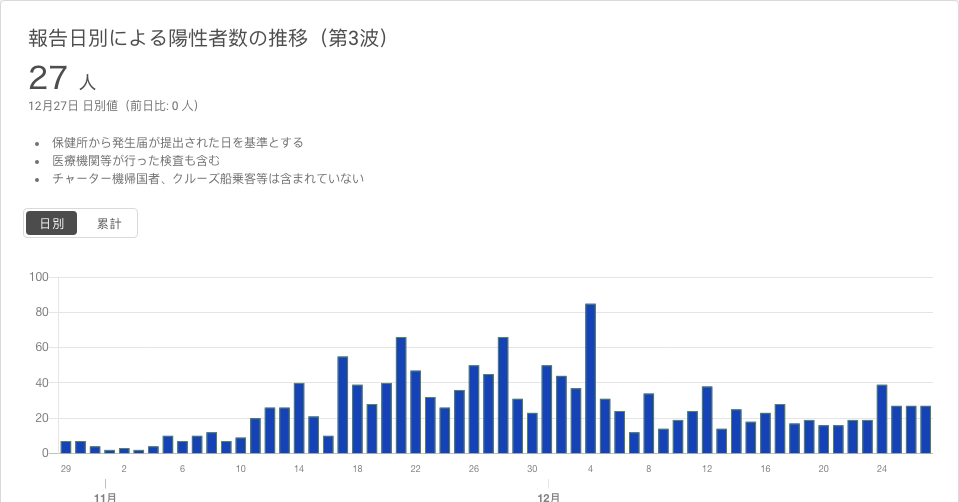 報告日別による陽性者数の推移（第3波）
27 人
12月27日 日別値（前日比: 0 人）
保健所から発生届が提出された日を基準とする
医療機関等が行った検査も含む
チャーター機帰国者、クルーズ船乗客等は含まれていない
日別 累計
100
80
60
40
20
0
29 2 6 10 14 18 22 26 30 4 8 12 16 20 24
11月 12月